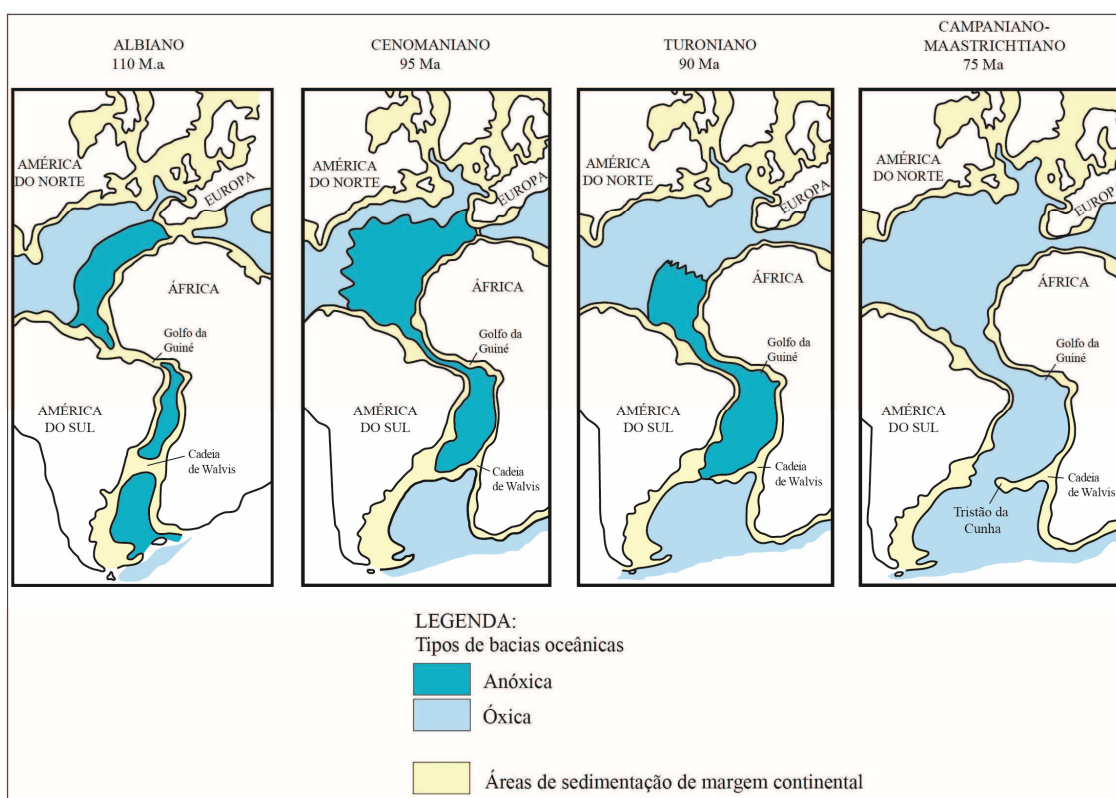 ALBIANO
110 M.a
AMÉRICA
DO NORTE
EUROPA
ÁFRICA
Golfo da
Guiné
AMÉRICA
DO SUL
Cadeia
de Walvis
CENOMANIANO
95 Ma
AMÉRICA
DO NORTE
EUROPA
ÁFRICA
Golfo da
Guiné
AMÉRICA
DO SUL
Cadeia
de Walvis
TURONIANO
90 Ma
AMÉRICA
DO NORTE
EUROPA
ÁFRICA
Golfo da
Guiné
AMÉRICA
DO SUL
Cadeia
de Walvis
CAMPANIANO-
MAASTRICHTIANO
75 Ma
AMÉRICA
DO NORTE
EUROPA
ÁFRICA
Golfo da
Guiné
AMÉRICA
DO SUL
Cadeia
de Walvis
Tristão da
Cunha
LEGENDA:
Tipos de bacias oceânicas
Anóxica
Óxica
Áreas de sedimentação de margem continental